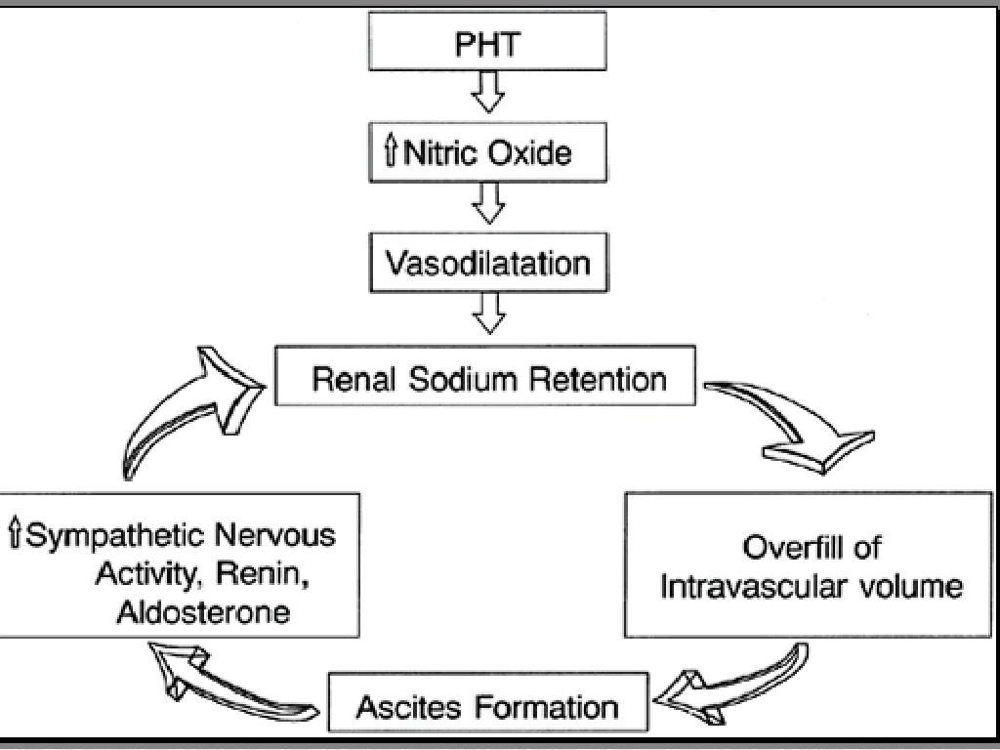 PHT
⇧Nitric Oxide
Vasodilatation
Renal Sodium Retention
⇧Sympathetic Nervous
Activity, Renin,
Aldosterone
Overfill of
Intravascular volume
Ascites Formation